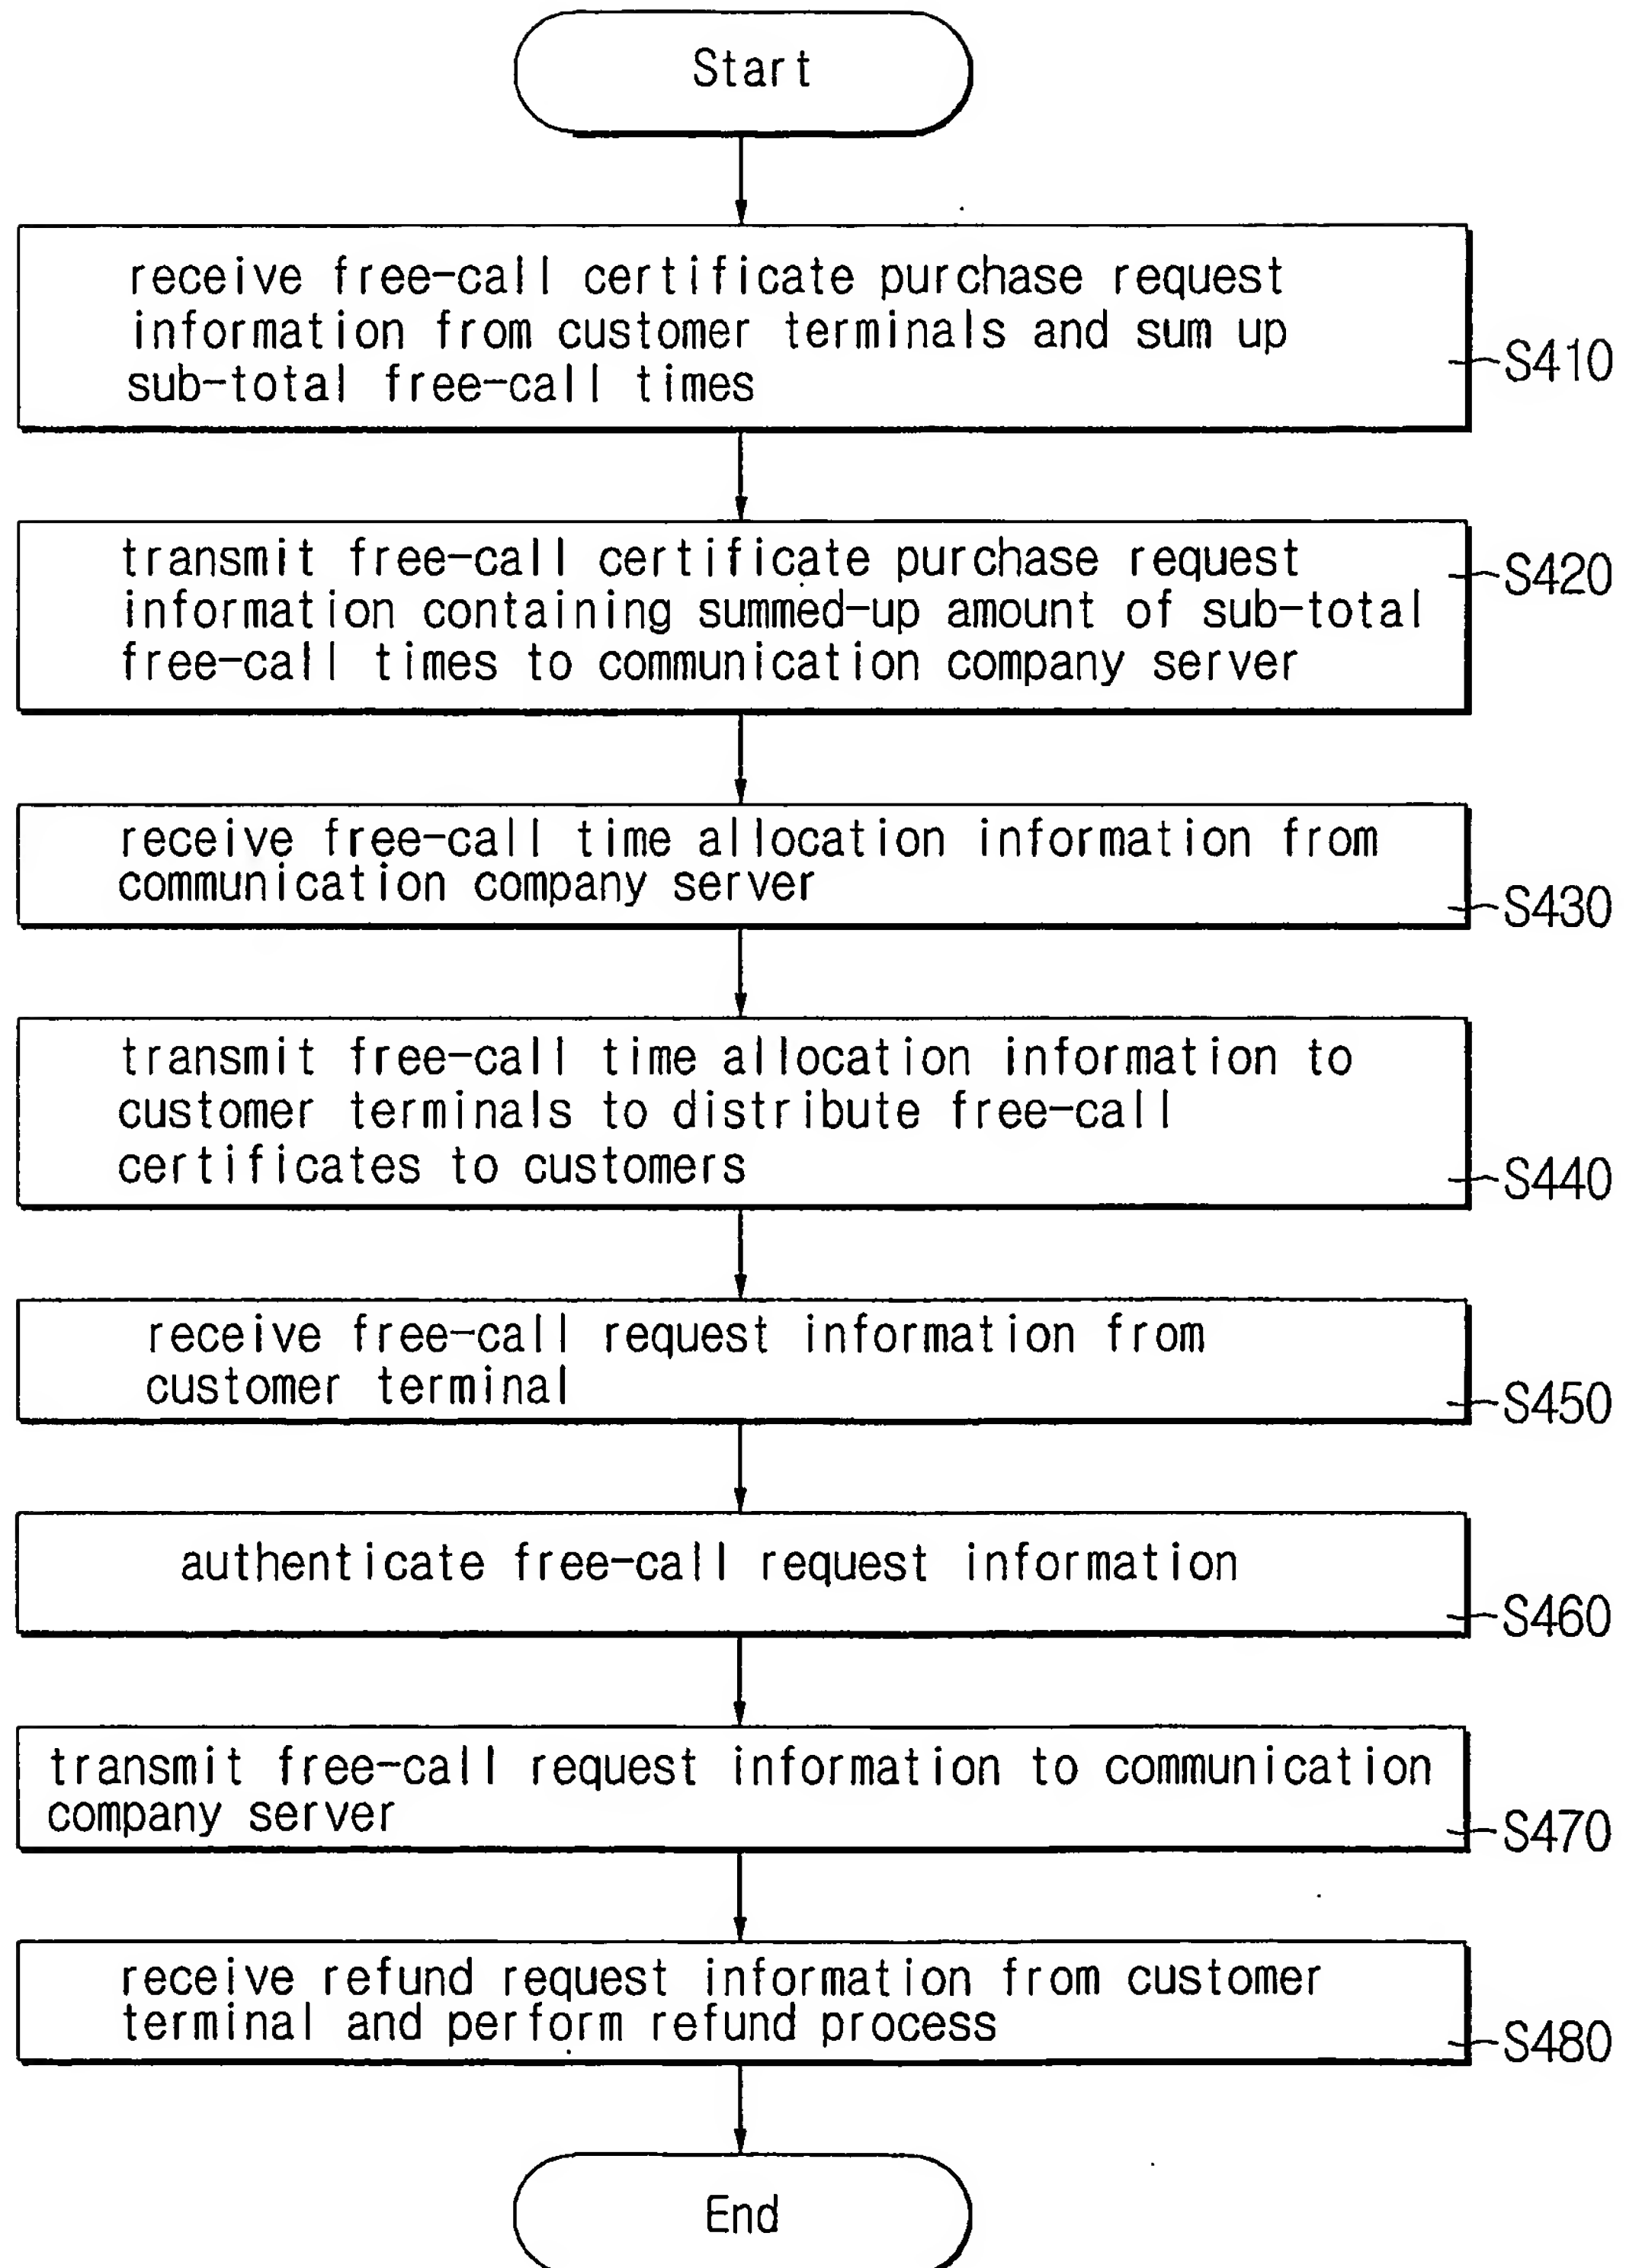 Start
receive free-call certificate purchase request
information from customer terminals and sum up
sub-total free-call times
S410
transmit free-call certificate purchase request
information containing summed-up amount of sub-total
free-call times to communication company server
S420
receive free-call time allocation information from
communication company server
S430
transmit free-call time allocation information to
customer terminals to distribute free-call
certificates to customers
S440
receive free-call request information from
customer terminal
S450
authenticate free-call request information
S460
transmit free-call request information to communication
company server
S470
receive refund request information from customer
terminal and perform refund process
S480
End